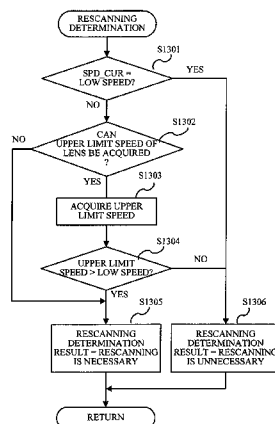 RESCANNING
DETERMINATION
S1301
SPD_CUR =
LOW SPEED?
YES
NO
S1302
NO
CAN
UPPER LIMIT SPEED OF
LENS BE ACQUIRED
?
YES
S1303
ACQUIRE UPPER
LIMIT SPEED
S1304
UPPER LIMIT
SPEED > LOW SPEED?
NO
YES
S1305
S1306
RESCANNING
DETERMINATION
RESULT = RESCANNING
IS NECESSARY
RESCANNING
DETERMINATION
RESULT = RESCANNING
IS UNNECESSARY
RETURN